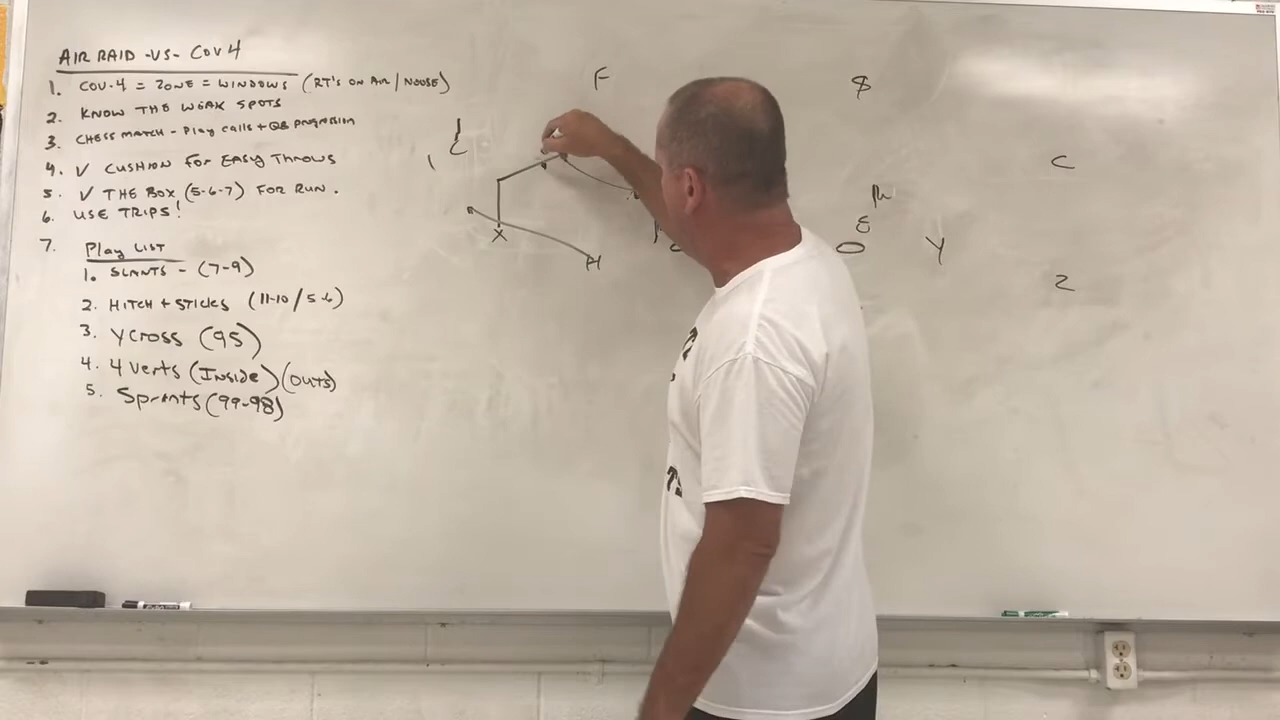 AIR RAID -VS- COV 4
1. COV-4 = ZONE = WINDOWS (RT'S ON AIR / NOOSE)
2. KNOW THE WEAK SPOTS
3. CHESS MATCH - Play calls + QB progression
4. ✓ CUSHION FOR EASY THROWS
5. ✓ THE BOX (5-6-7) FOR RUN.
6. USE TRIPS!
7. Play LIST
1. SLANTS - (7-9)
2. HITCH + STICKS (11-10 / 5-6)
3. YCROSS (95)
4. 4 Verts (INSIDE) (OUTS)
5. Sprints (99-98)
F
$
C
C
X
H
E
Y
Z